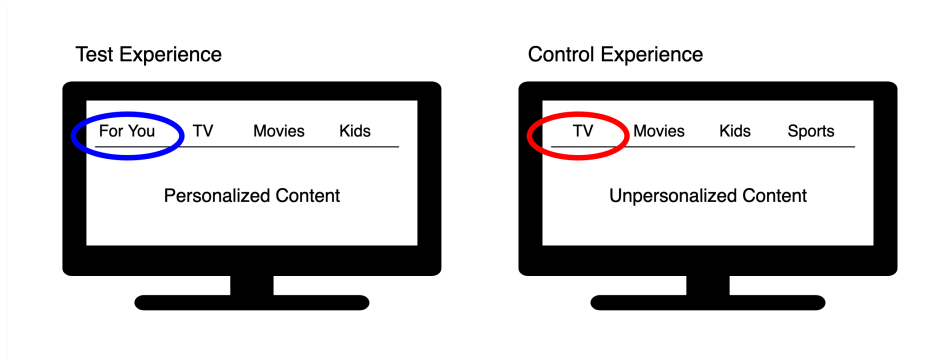 Test Experience
For You TV Movies Kids
Personalized Content
Control Experience
TV Movies Kids Sports
Unpersonalized Content